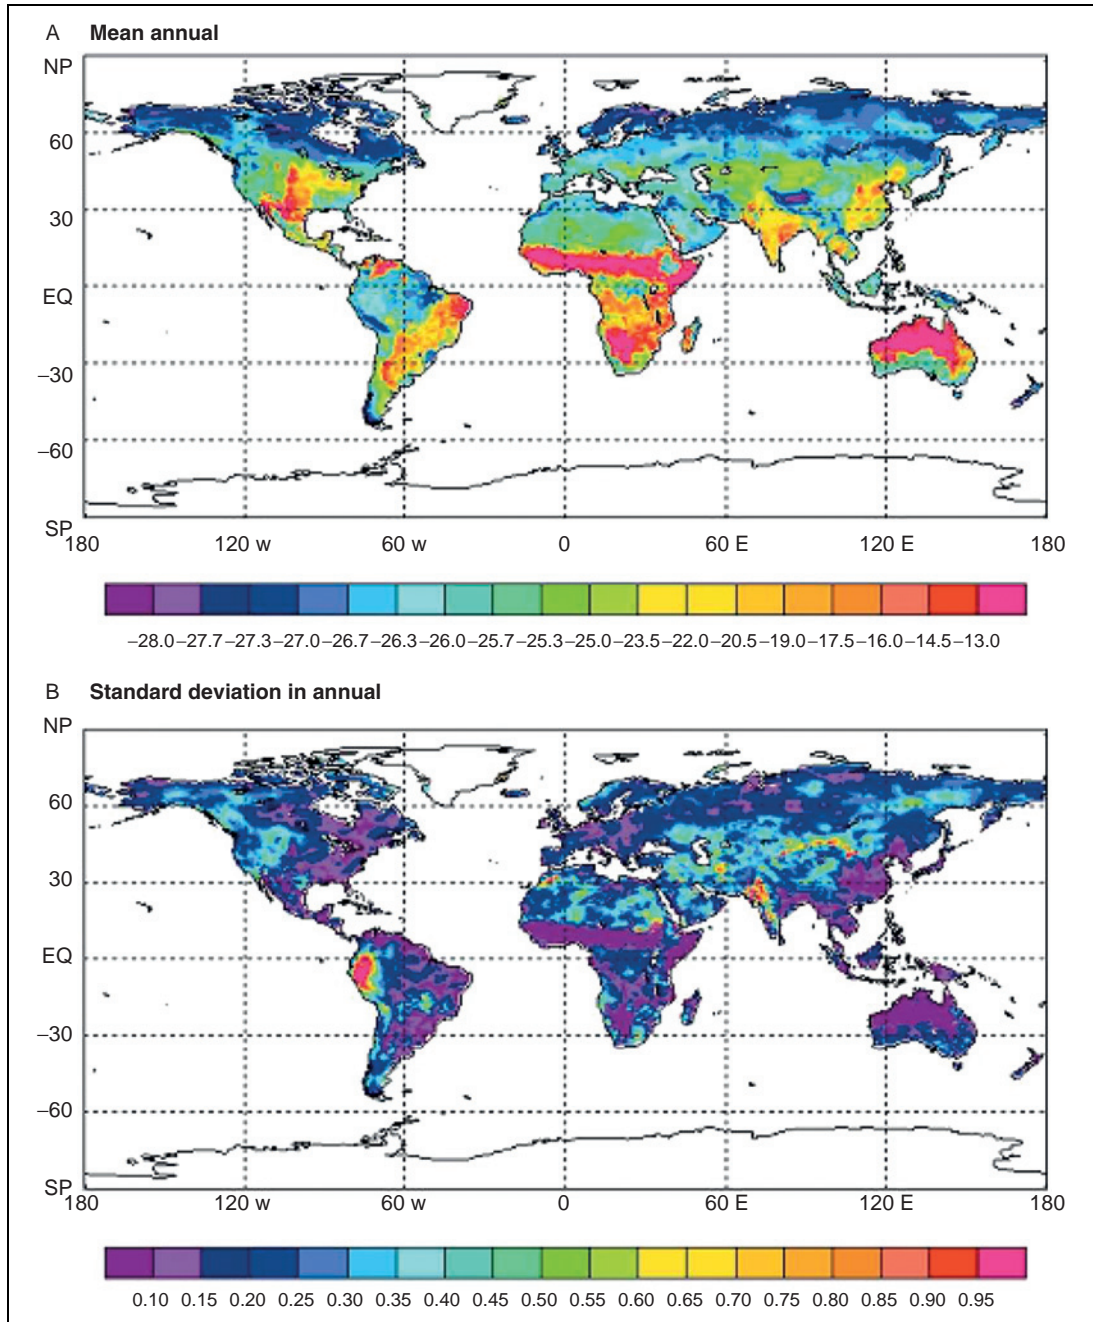 A Mean annual
NP
60
30
EQ
−30
−60
SP
180 120 w 60 w 0 60 E 120 E 180
−28.0 −27.7 −27.3 −27.0 −26.7 −26.3 −26.0 −25.7 −25.3 −25.0 −23.5 −22.0 −20.5 −19.0 −17.5 −16.0 −14.5 −13.0
B Standard deviation in annual
NP
60
30
EQ
−30
−60
SP
180 120 w 60 w 0 60 E 120 E 180
0.10 0.15 0.20 0.25 0.30 0.35 0.40 0.45 0.50 0.55 0.60 0.65 0.70 0.75 0.80 0.85 0.90 0.95